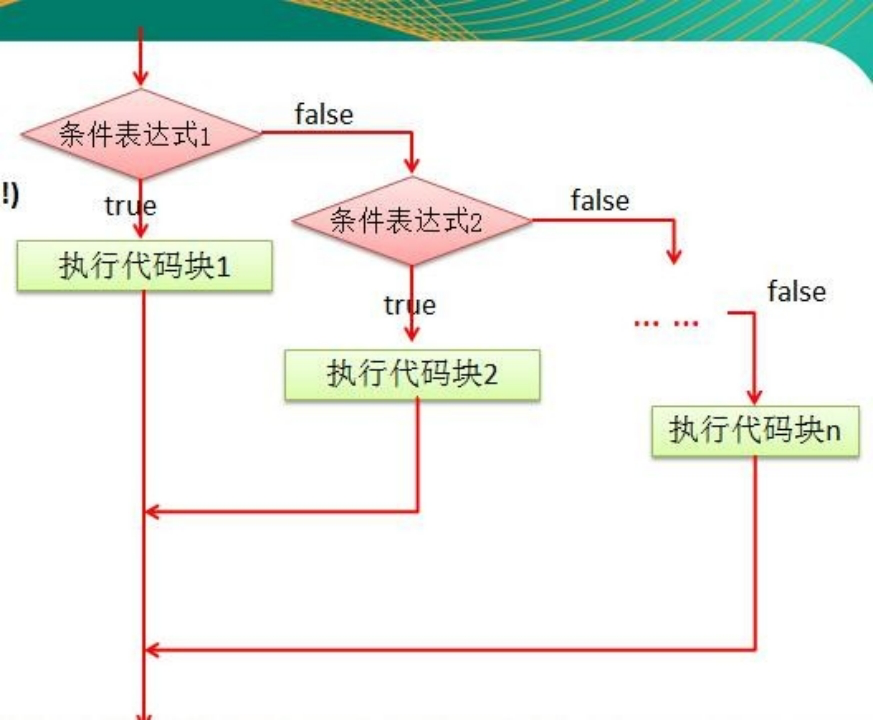 条件表达式1
false
!)
true
条件表达式2
false
执行代码块1
true
false
... ...
执行代码块2
执行代码块n